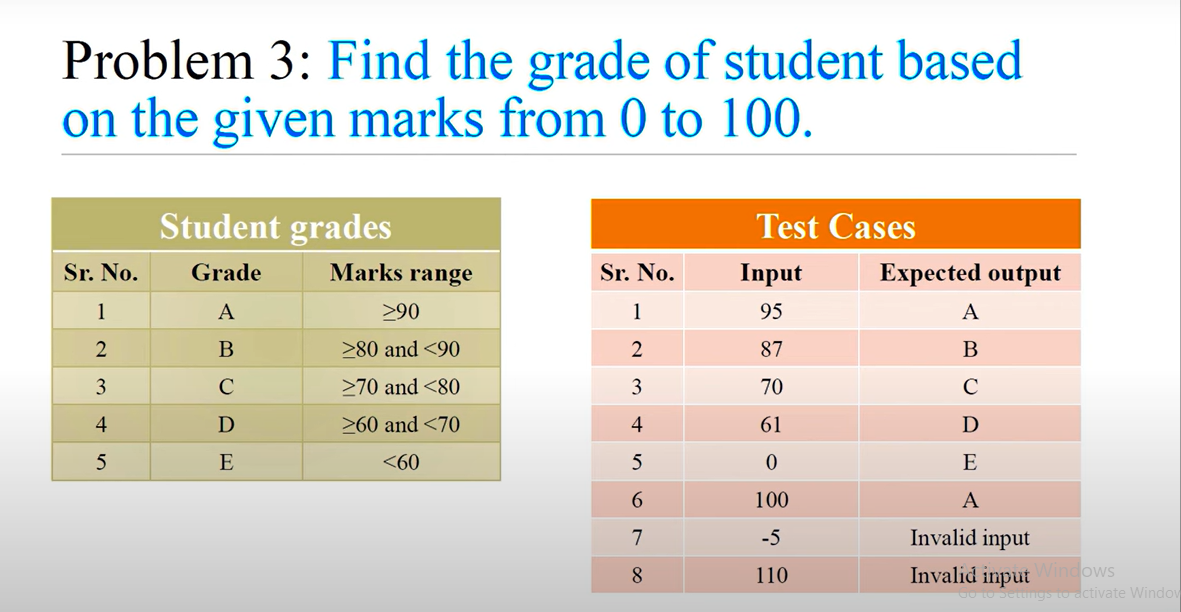 Problem 3: Find the grade of student based
on the given marks from 0 to 100.
Student grades
Sr. No. Grade Marks range
1 A ≥90
2 B ≥80 and <90
3 C ≥70 and <80
4 D ≥60 and <70
5 E <60
Test Cases
Sr. No. Input Expected output
1 95 A
2 87 B
3 70 C
4 61 D
5 0 E
6 100 A
7 -5 Invalid input
8 110 Invalid input
Activate Windows
Go to Settings to activate Window